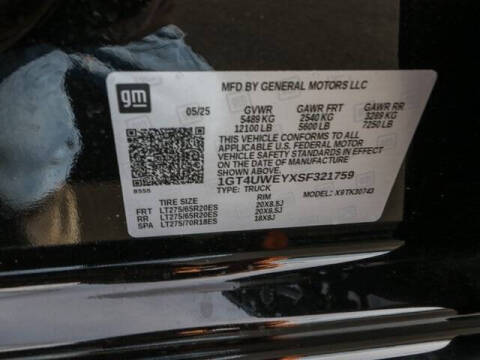 gm
MFD BY GENERAL MOTORS LLC
05/25 GVWR GAWR FRT GAWR RR
5489 KG 2540 KG 3289 KG
12100 LB 5600 LB 7250 LB
THIS VEHICLE CONFORMS TO ALL
APPLICABLE U.S. FEDERAL MOTOR
VEHICLE SAFETY STANDARDS IN EFFECT
ON THE DATE OF MANUFACTURE
SHOWN ABOVE.
1GT4UWEYXSF321759
TYPE: TRUCK MODEL: X9TK30743
RIM
FRT LT275/65R20ES 20X8.5J
RR LT275/65R20ES 20X8.5J
SPA LT275/70R18ES 18X8J